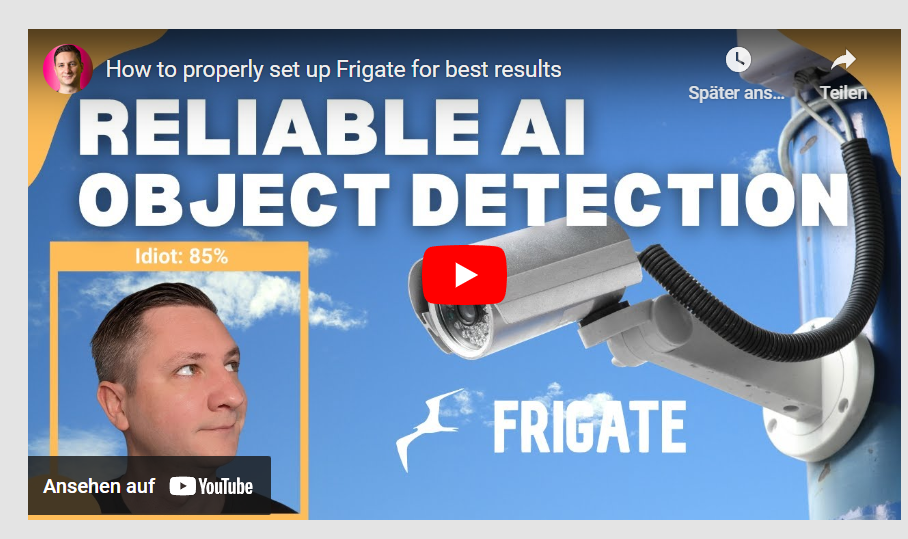 How to properly set up Frigate for best results
Später ans...
Teilen
RELIABLE AI
OBJECT DETECTION
Idiot: 85%
FRIGATE
Ansehen auf YouTube